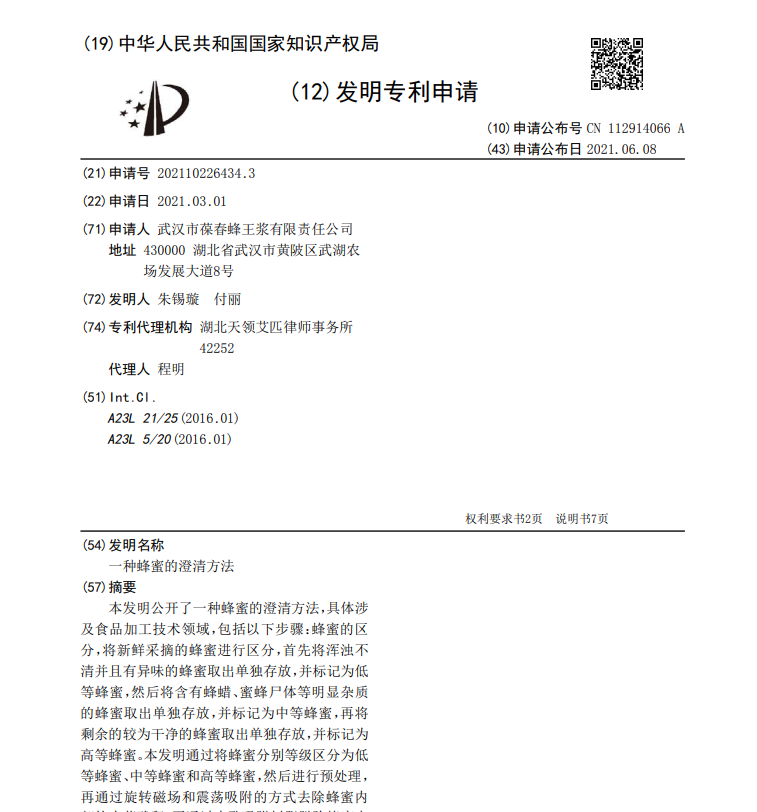 (19)中华人民共和国国家知识产权局
(12)发明专利申请
(10)申请公布号 CN 112914066 A
(43)申请公布日 2021.06.08
(21)申请号 202110226434.3
(22)申请日 2021.03.01
(71)申请人 武汉市葆春蜂王浆有限责任公司
地址 430000 湖北省武汉市黄陂区武湖农
场发展大道8号
(72)发明人 朱锡璇 付丽
(74)专利代理机构 湖北天领艾匹律师事务所
42252
代理人 程明
(51)Int.Cl.
A23L 21/25(2016.01)
A23L 5/20(2016.01)
权利要求书2页 说明书7页
(54)发明名称
一种蜂蜜的澄清方法
(57)摘要
本发明公开了一种蜂蜜的澄清方法,具体涉
及食品加工技术领域,包括以下步骤:蜂蜜的区
分,将新鲜采摘的蜂蜜进行区分,首先将浑浊不
清并且有异味的蜂蜜取出单独存放,并标记为低
等蜂蜜,然后将含有蜂蜡、蜜蜂尸体等明显杂质
的蜂蜜取出单独存放,并标记为中等蜂蜜,再将
剩余的较为干净的蜂蜜取出单独存放,并标记为
高等蜂蜜。本发明通过将蜂蜜分别等级区分为低
等蜂蜜、中等蜂蜜和高等蜂蜜,然后进行预处理,
再通过旋转磁场和震荡吸附的方式去除蜂蜜内